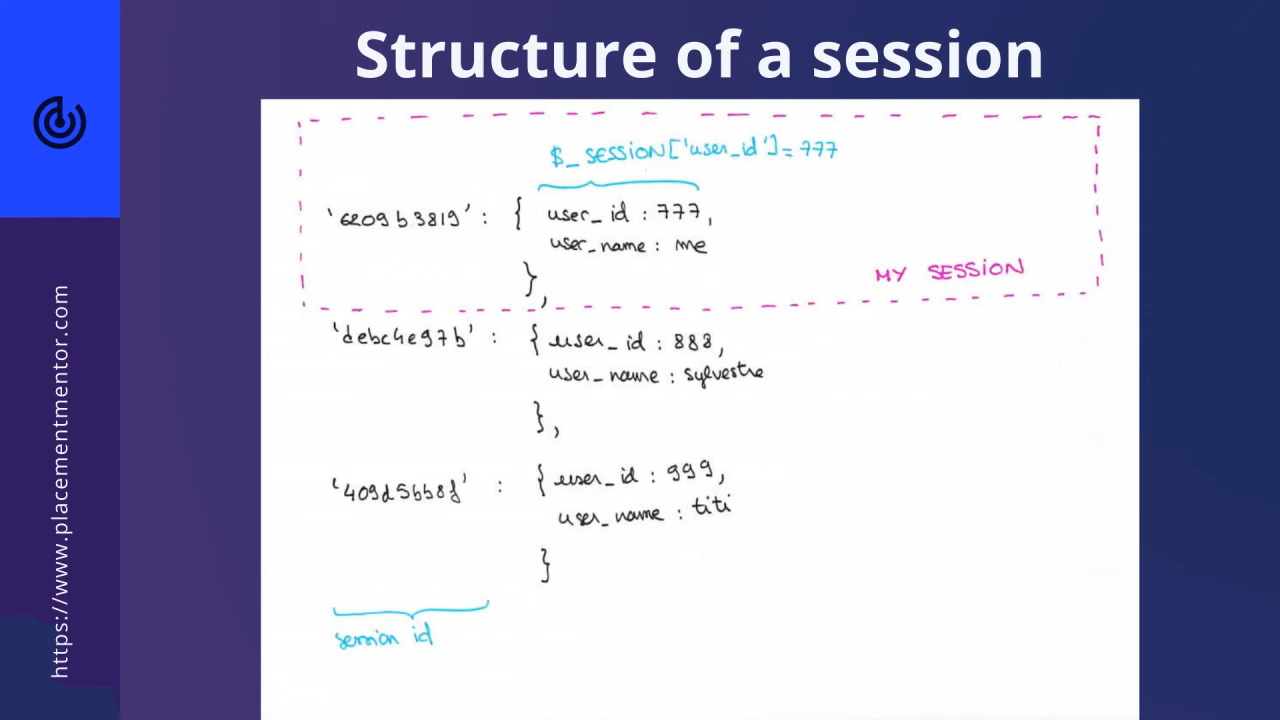 Structure of a session
$_SESSION['user_id']=777
'6209b3819' : { user_id : 777,
user_name : me
},
MY SESSION
'debc4e97b' : { user_id : 888,
user_name : sylvestre
},
'409d5bb8f' : { user_id : 999,
user_name : titi
}
session id
https://www.placementmentor.com